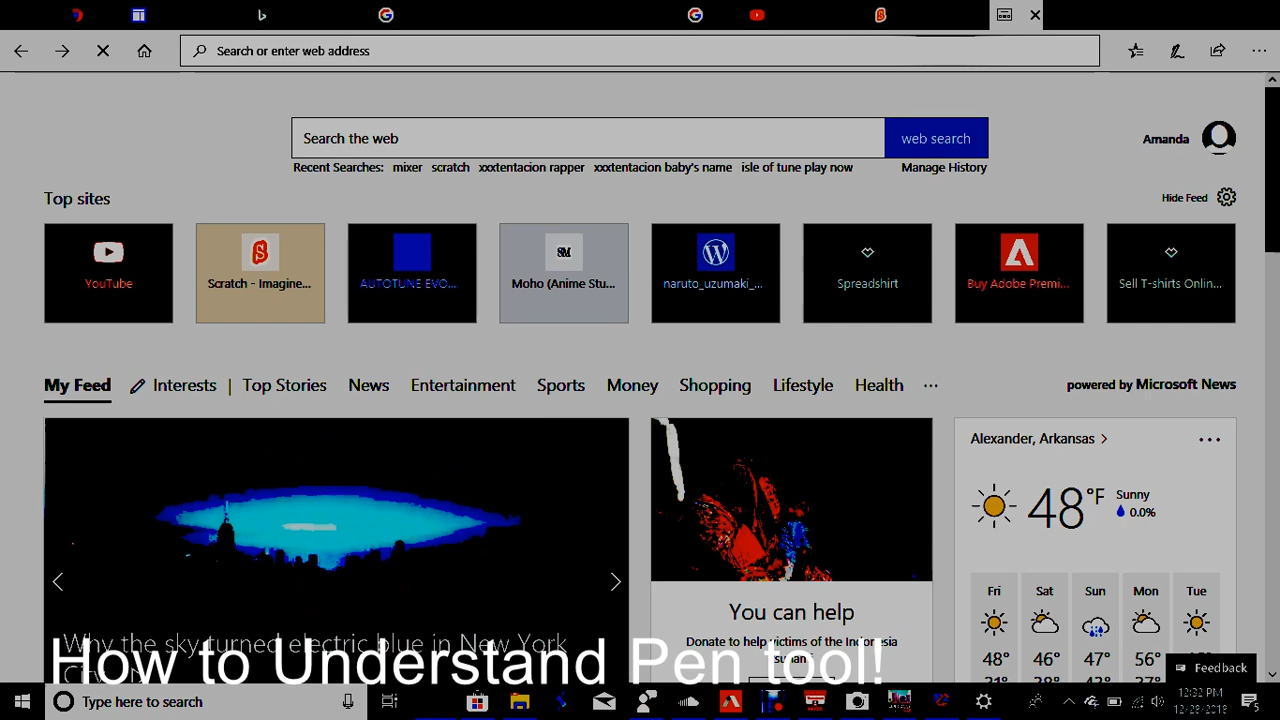 Search or enter web address
Search the web
web search
Amanda
Recent Searches: mixer scratch xxxtentacion rapper xxxtentacion baby's name isle of tune play now Manage History
Top sites
Hide Feed
YouTube
Scratch - Imagine...
AUTOTUNE EVO...
Moho (Anime Stu...
naruto_uzumaki_...
Spreadshirt
Buy Adobe Premi...
Sell T-shirts Onlin...
My Feed Interests | Top Stories News Entertainment Sports Money Shopping Lifestyle Health ...
powered by Microsoft News
Alexander, Arkansas >
48°F Sunny
0.0%
Fri Sat Sun Mon Tue
48° 46° 47° 56°
Why the sky turned electric blue in New York
You can help
Donate to help victims of the Indonesia
How to Understand Pen tool!
Feedback
Type here to search
12:32 PM
12/28/2018
5